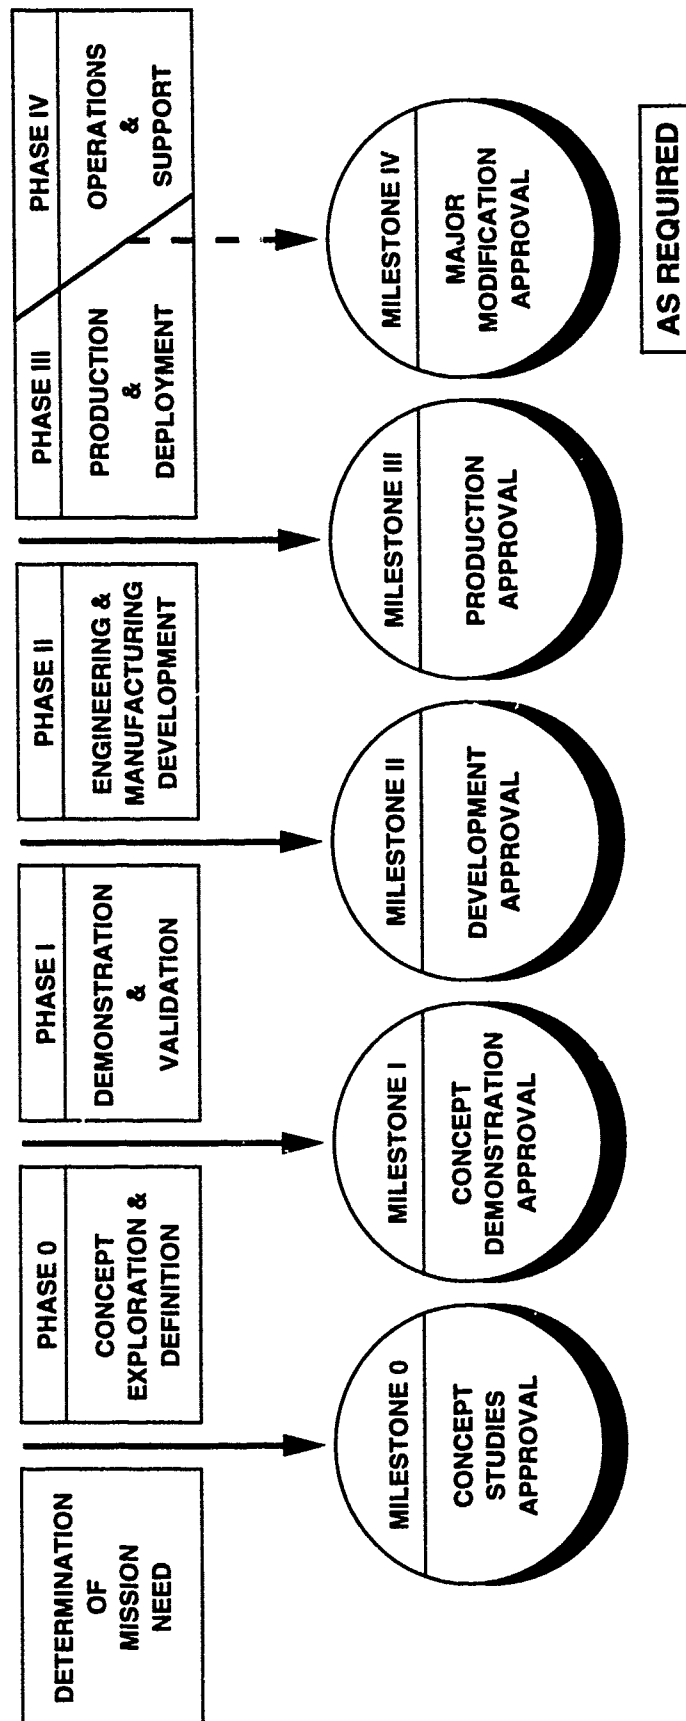 DETERMINATION
OF
MISSION
NEED
PHASE 0
CONCEPT
EXPLORATION &
DEFINITION
PHASE I
DEMONSTRATION
&
VALIDATION
PHASE II
ENGINEERING &
MANUFACTURING
DEVELOPMENT
PHASE III
PRODUCTION
&
DEPLOYMENT
PHASE IV
OPERATIONS
&
SUPPORT
MILESTONE 0
CONCEPT
STUDIES
APPROVAL
MILESTONE I
CONCEPT
DEMONSTRATION
APPROVAL
MILESTONE II
DEVELOPMENT
APPROVAL
MILESTONE III
PRODUCTION
APPROVAL
MILESTONE IV
MAJOR
MODIFICATION
APPROVAL
AS REQUIRED